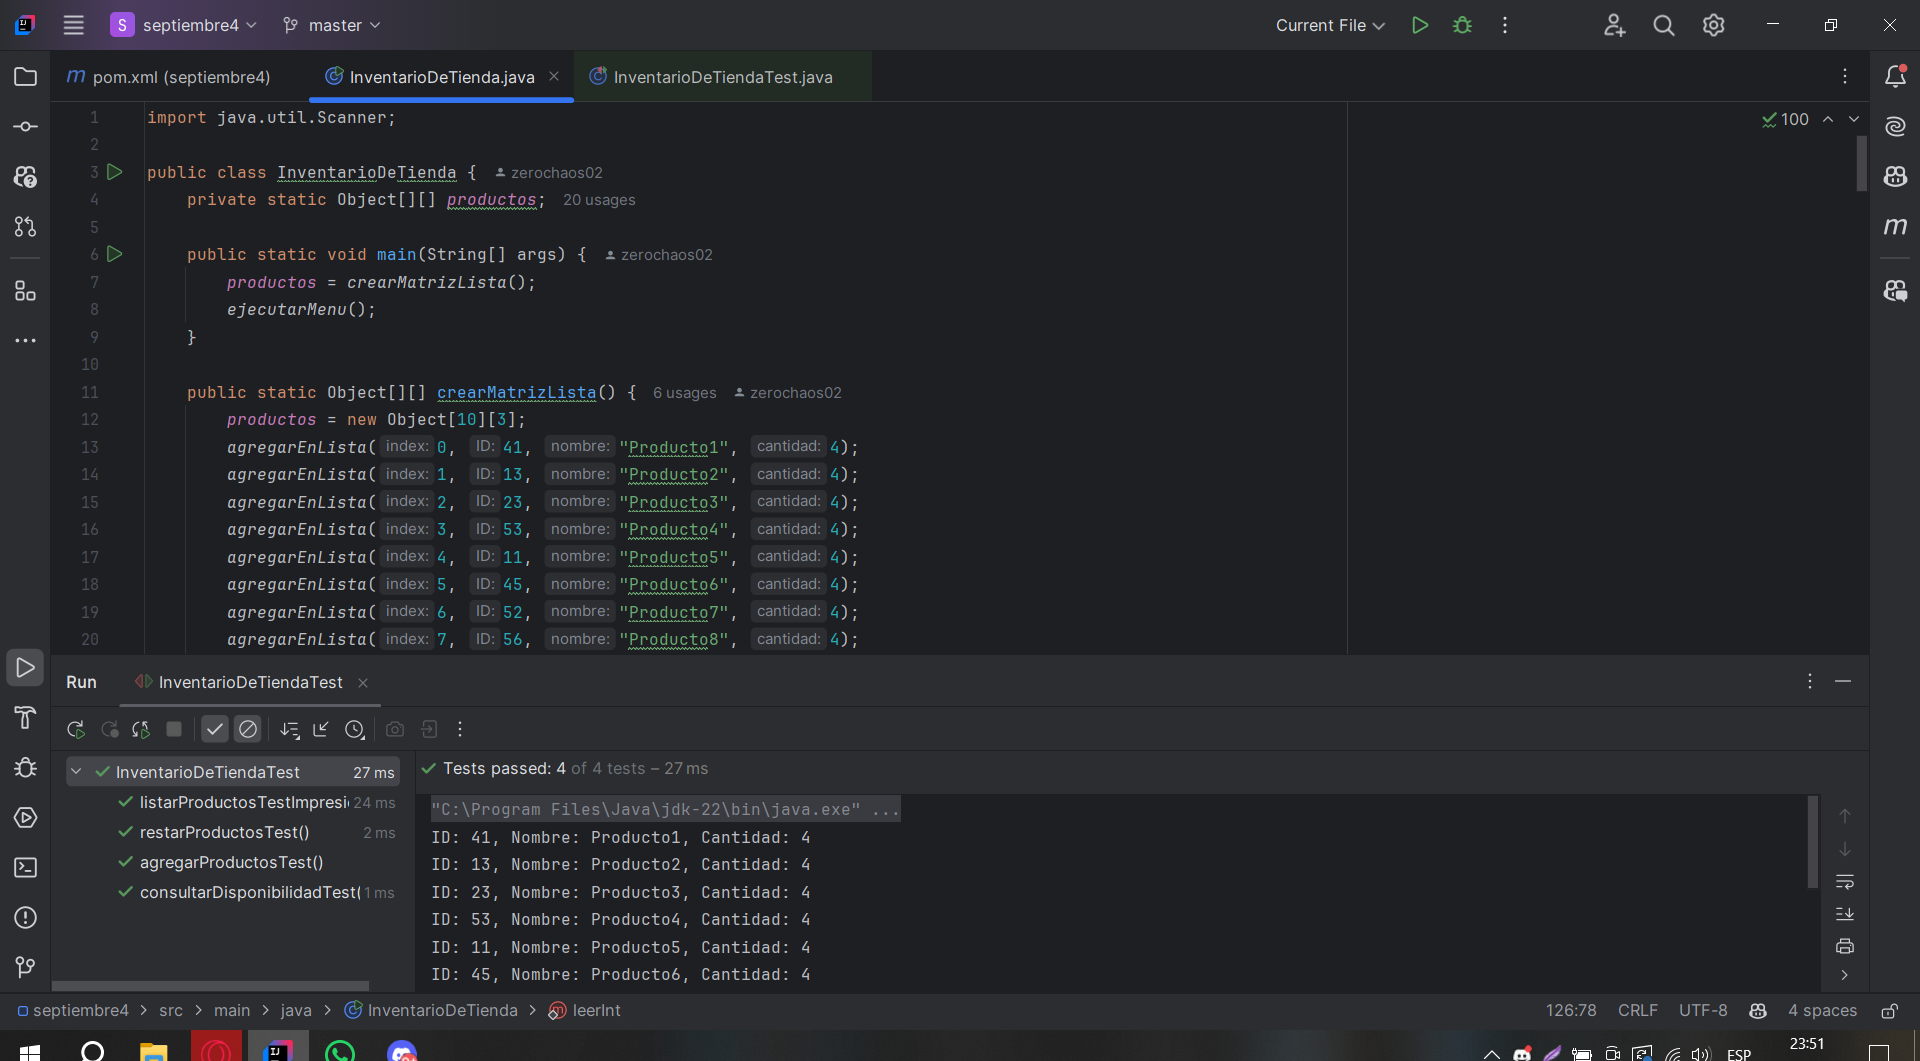 S septiembre4 master Current File
pom.xml (septiembre4) InventarioDeTienda.java InventarioDeTiendaTest.java
100
1 import java.util.Scanner;
2
3 public class InventarioDeTienda { zerochaos02
4 private static Object[][] productos; 20 usages
5
6 public static void main(String[] args) { zerochaos02
7 productos = crearMatrizLista();
8 ejecutarMenu();
9 }
10
11 public static Object[][] crearMatrizLista() { 6 usages zerochaos02
12 productos = new Object[10][3];
13 agregarEnLista( index: 0, ID: 41, nombre: "Producto1", cantidad: 4);
14 agregarEnLista( index: 1, ID: 13, nombre: "Producto2", cantidad: 4);
15 agregarEnLista( index: 2, ID: 23, nombre: "Producto3", cantidad: 4);
16 agregarEnLista( index: 3, ID: 53, nombre: "Producto4", cantidad: 4);
17 agregarEnLista( index: 4, ID: 11, nombre: "Producto5", cantidad: 4);
18 agregarEnLista( index: 5, ID: 45, nombre: "Producto6", cantidad: 4);
19 agregarEnLista( index: 6, ID: 52, nombre: "Producto7", cantidad: 4);
20 agregarEnLista( index: 7, ID: 56, nombre: "Producto8", cantidad: 4);
Run InventarioDeTiendaTest
InventarioDeTiendaTest 27 ms
listarProductosTestImpresi 24 ms
restarProductosTest() 2 ms
agregarProductosTest()
consultarDisponibilidadTest( 1 ms
Tests passed: 4 of 4 tests – 27 ms
"C:\Program Files\Java\jdk-22\bin\java.exe" ...
ID: 41, Nombre: Producto1, Cantidad: 4
ID: 13, Nombre: Producto2, Cantidad: 4
ID: 23, Nombre: Producto3, Cantidad: 4
ID: 53, Nombre: Producto4, Cantidad: 4
ID: 11, Nombre: Producto5, Cantidad: 4
ID: 45, Nombre: Producto6, Cantidad: 4
septiembre4 > src > main > java > InventarioDeTienda > leerInt 126:78 CRLF UTF-8 4 spaces
ESP 23:51